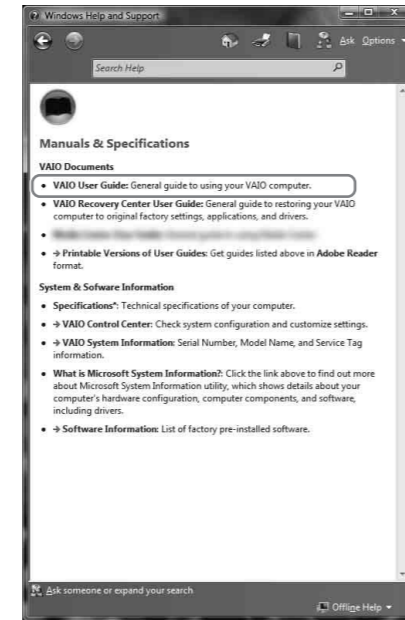 Windows Help and Support
Ask Options
Search Help
Manuals & Specifications
VAIO Documents
• VAIO User Guide: General guide to using your VAIO computer.
• VAIO Recovery Center User Guide: General guide to restoring your VAIO
computer to original factory settings, applications, and drivers.
• → Printable Versions of User Guides: Get guides listed above in Adobe Reader
format.
System & Sofware Information
• Specifications*: Technical specifications of your computer.
• → VAIO Control Center: Check system configuration and customize settings.
• → VAIO System Information: Serial Number, Model Name, and Service Tag
information.
• What is Microsoft System Information?: Click the link above to find out more
about Microsoft System Information utility, which shows details about your
computer's hardware configuration, computer components, and software,
including drivers.
• → Software Information: List of factory pre-installed software.
Ask someone or expand your search
Offline Help